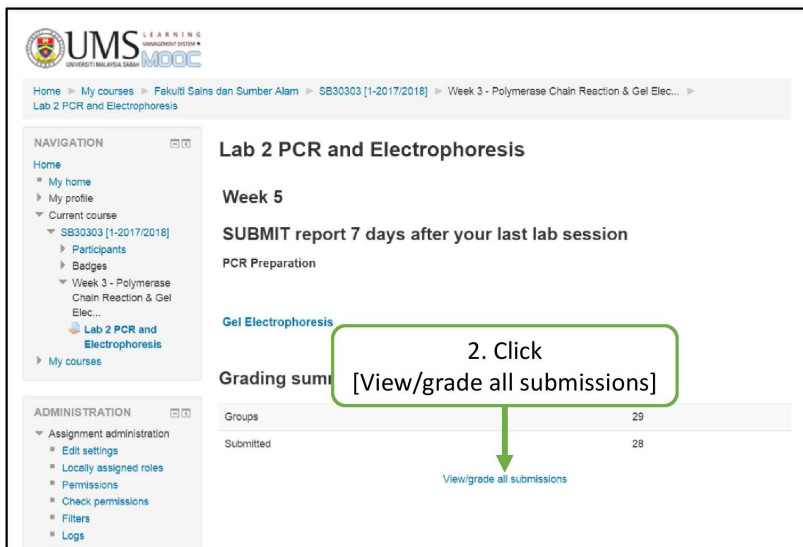 UMS LEARNING
MANAGEMENT SYSTEM
UNIVERSITI MALAYSIA SABAH MOOC
Home My courses Fakulti Sains dan Sumber Alam SB30303 [1-2017/2018] Week 3 - Polymerase Chain Reaction & Gel Elec...
Lab 2 PCR and Electrophoresis
NAVIGATION
Home
My home
My profile
Current course
SB30303 [1-2017/2018]
Participants
Badges
Week 3 - Polymerase
Chain Reaction & Gel
Elec...
Lab 2 PCR and
Electrophoresis
My courses
ADMINISTRATION
Assignment administration
Edit settings
Locally assigned roles
Permissions
Check permissions
Filters
Logs
Lab 2 PCR and Electrophoresis
Week 5
SUBMIT report 7 days after your last lab session
PCR Preparation
Gel Electrophoresis
2. Click
[View/grade all submissions]
Grading
Groups 29
Submitted 28
View/grade all submissions